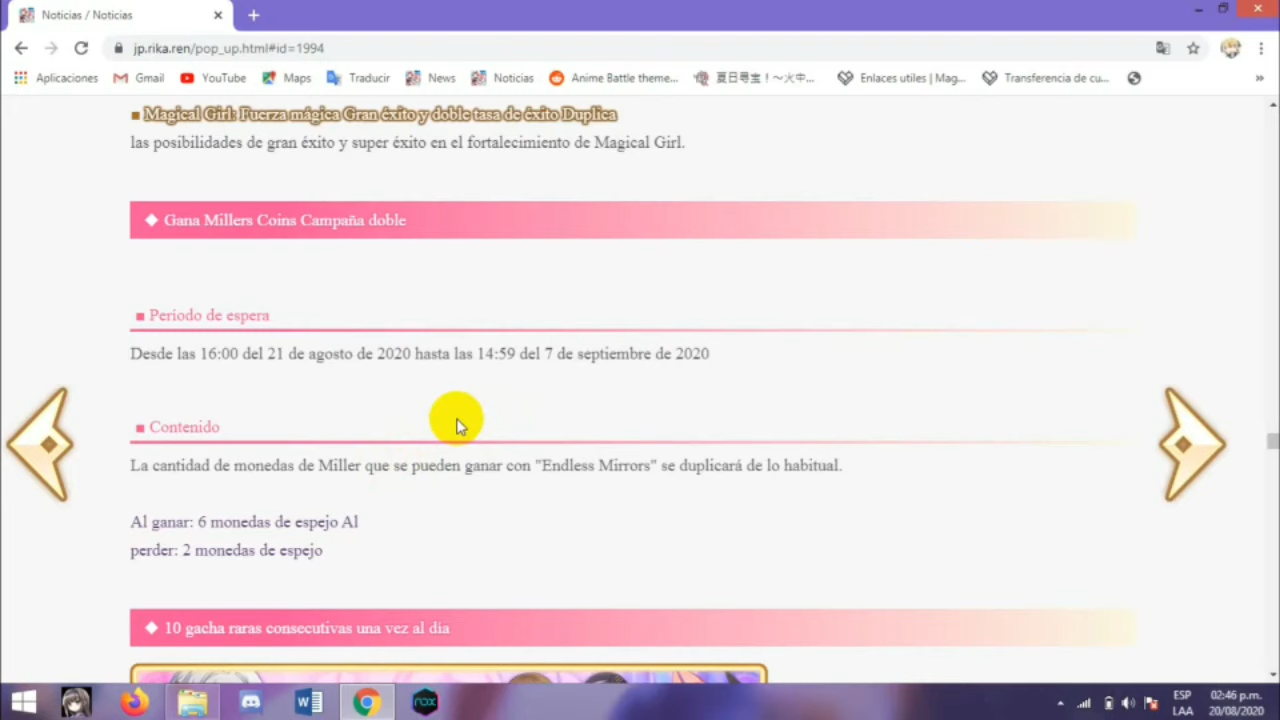 Noticias / Noticias
jp.rika.ren/pop_up.html#id=1994
Aplicaciones Gmail YouTube Maps Traducir News Noticias Anime Battle theme... 夏日寻宝！～火中... Enlaces utiles | Mag... Transferencia de cu... »
■ Magical Girl: Fuerza mágica Gran éxito y doble tasa de éxito Duplica
las posibilidades de gran éxito y super éxito en el fortalecimiento de Magical Girl.
◆ Gana Millers Coins Campaña doble
■ Período de espera
Desde las 16:00 del 21 de agosto de 2020 hasta las 14:59 del 7 de septiembre de 2020
■ Contenido
La cantidad de monedas de Miller que se pueden ganar con "Endless Mirrors" se duplicará de lo habitual.
Al ganar: 6 monedas de espejo Al
perder: 2 monedas de espejo
◆ 10 gacha raras consecutivas una vez al día
nox
ESP 02:46 p.m.
LAA 20/08/2020